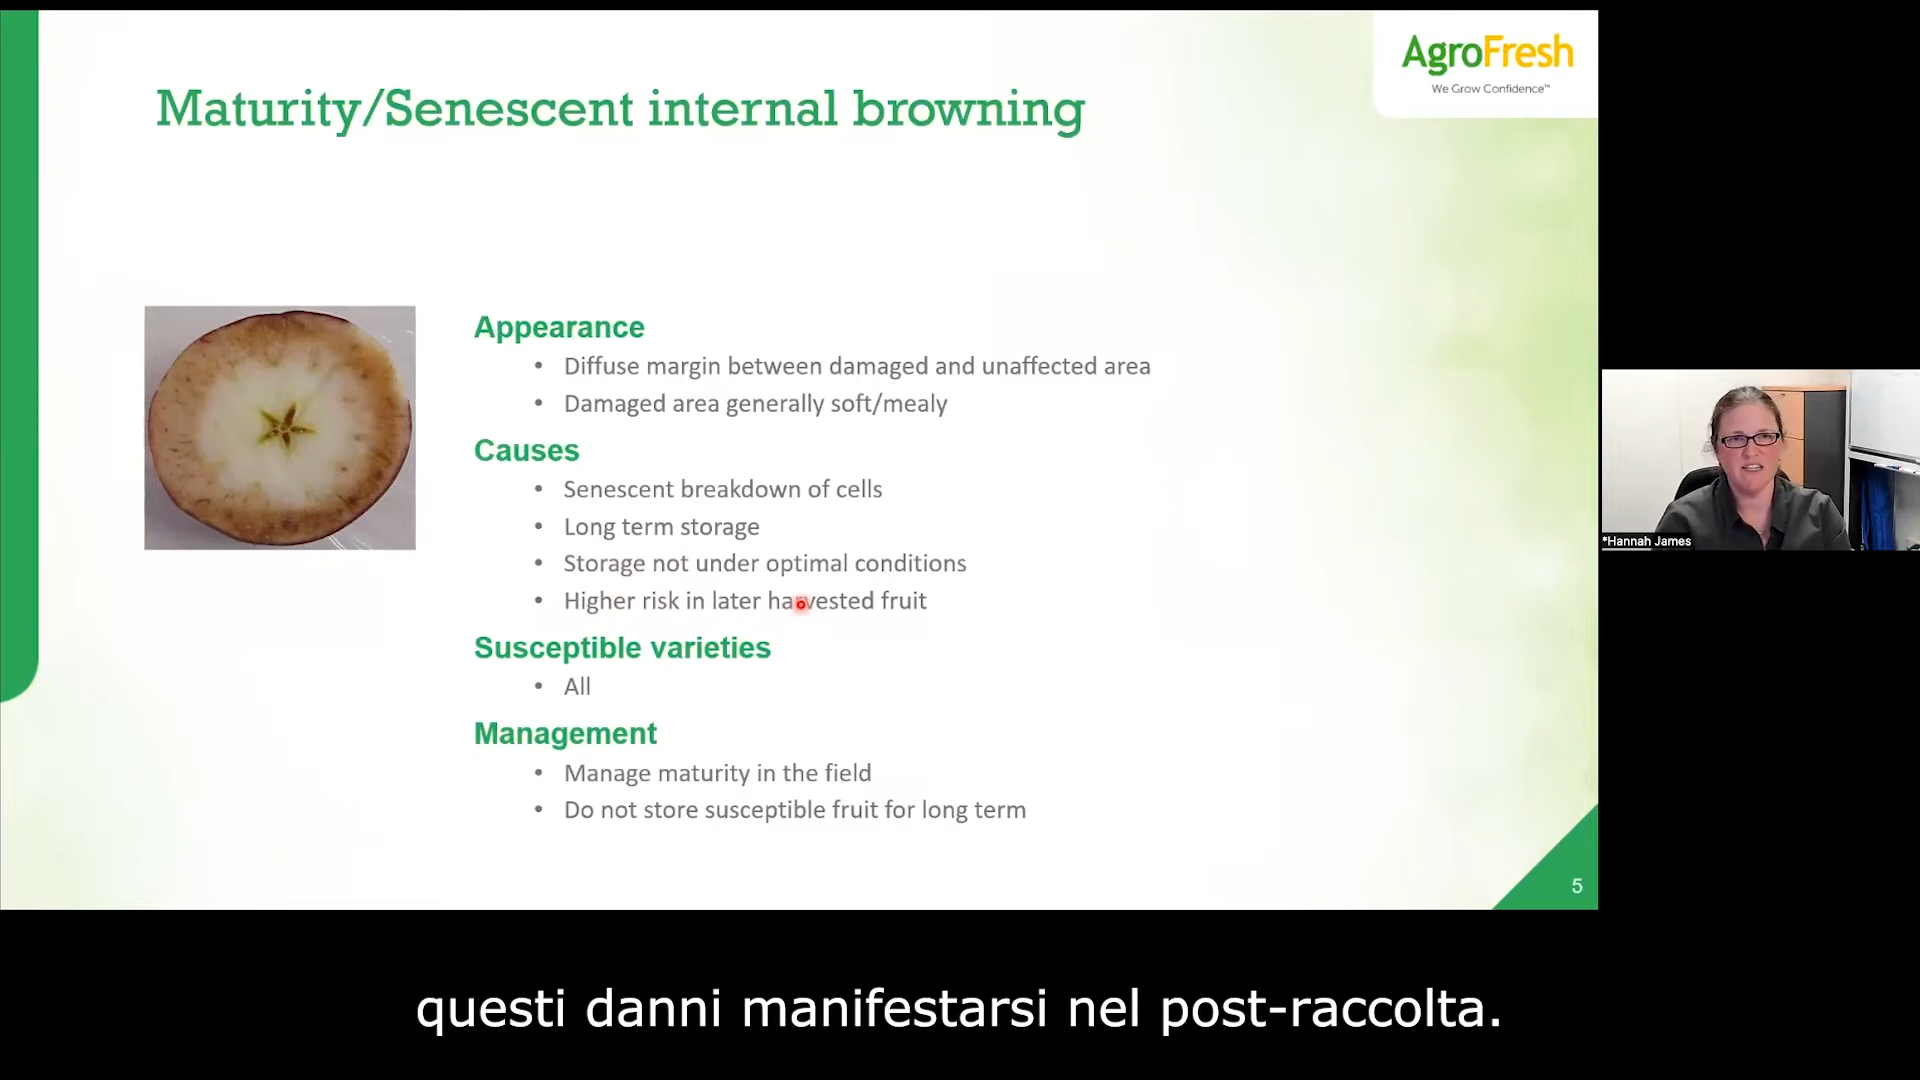 AgroFresh
We Grow Confidence™
Maturity/Senescent internal browning
Appearance
• Diffuse margin between damaged and unaffected area
• Damaged area generally soft/mealy
Causes
• Senescent breakdown of cells
• Long term storage
• Storage not under optimal conditions
• Higher risk in later harvested fruit
Susceptible varieties
• All
Management
• Manage maturity in the field
• Do not store susceptible fruit for long term
5
*Hannah James
questi danni manifestarsi nel post-raccolta.